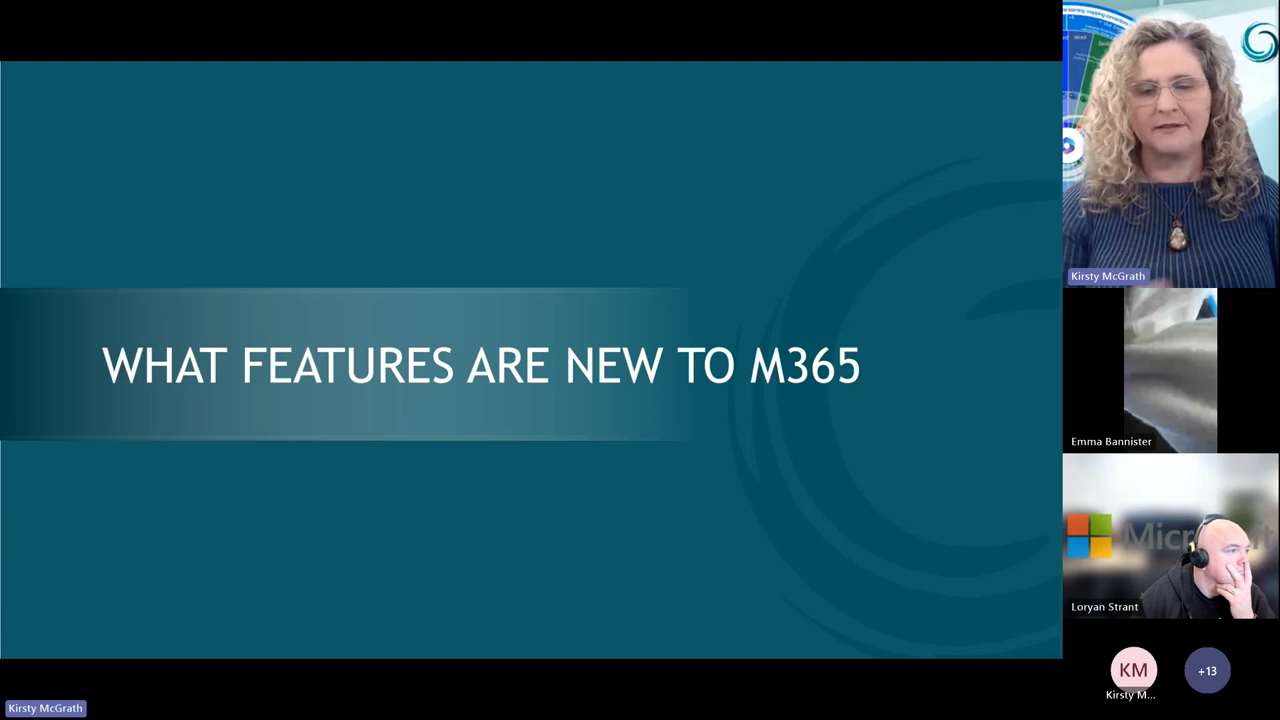 WHAT FEATURES ARE NEW TO M365
Kirsty McGrath
Emma Bannister
Loryan Strant
KM
Kirsty M...
+13
Kirsty McGrath